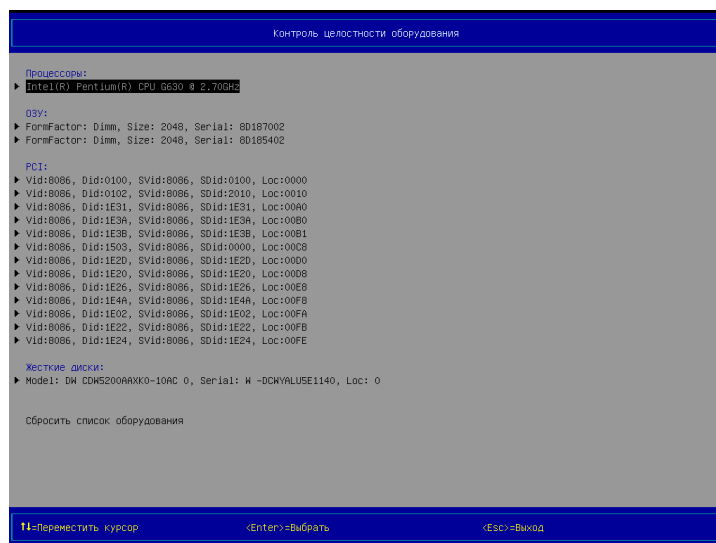 Контроль целостности оборудования
Процессоры:
Intel(R) Pentium(R) CPU G630 @ 2.70GHz
ОЗУ:
FormFactor: Dimm, Size: 2048, Serial: 8D187002
FormFactor: Dimm, Size: 2048, Serial: 8D185402
PCI:
Vid:8086, Did:0100, SVid:8086, SDid:0100, Loc:0000
Vid:8086, Did:0102, SVid:8086, SDid:2010, Loc:0010
Vid:8086, Did:1E31, SVid:8086, SDid:1E31, Loc:00A0
Vid:8086, Did:1E3A, SVid:8086, SDid:1E3A, Loc:00B0
Vid:8086, Did:1E3B, SVid:8086, SDid:1E3B, Loc:00B1
Vid:8086, Did:1503, SVid:8086, SDid:0000, Loc:00C8
Vid:8086, Did:1E2D, SVid:8086, SDid:1E2D, Loc:00D0
Vid:8086, Did:1E20, SVid:8086, SDid:1E20, Loc:00D8
Vid:8086, Did:1E26, SVid:8086, SDid:1E26, Loc:00E8
Vid:8086, Did:1E4A, SVid:8086, SDid:1E4A, Loc:00F8
Vid:8086, Did:1E02, SVid:8086, SDid:1E02, Loc:00FA
Vid:8086, Did:1E22, SVid:8086, SDid:1E22, Loc:00FB
Vid:8086, Did:1E24, SVid:8086, SDid:1E24, Loc:00FE
Жесткие диски:
Model: DW CDW5200AAXK0-10AC 0, Serial: W -DCWYALU5E1140, Loc: 0
Сбросить список оборудования
↑↓=Переместить курсор <Enter>=Выбрать <Esc>=Выход